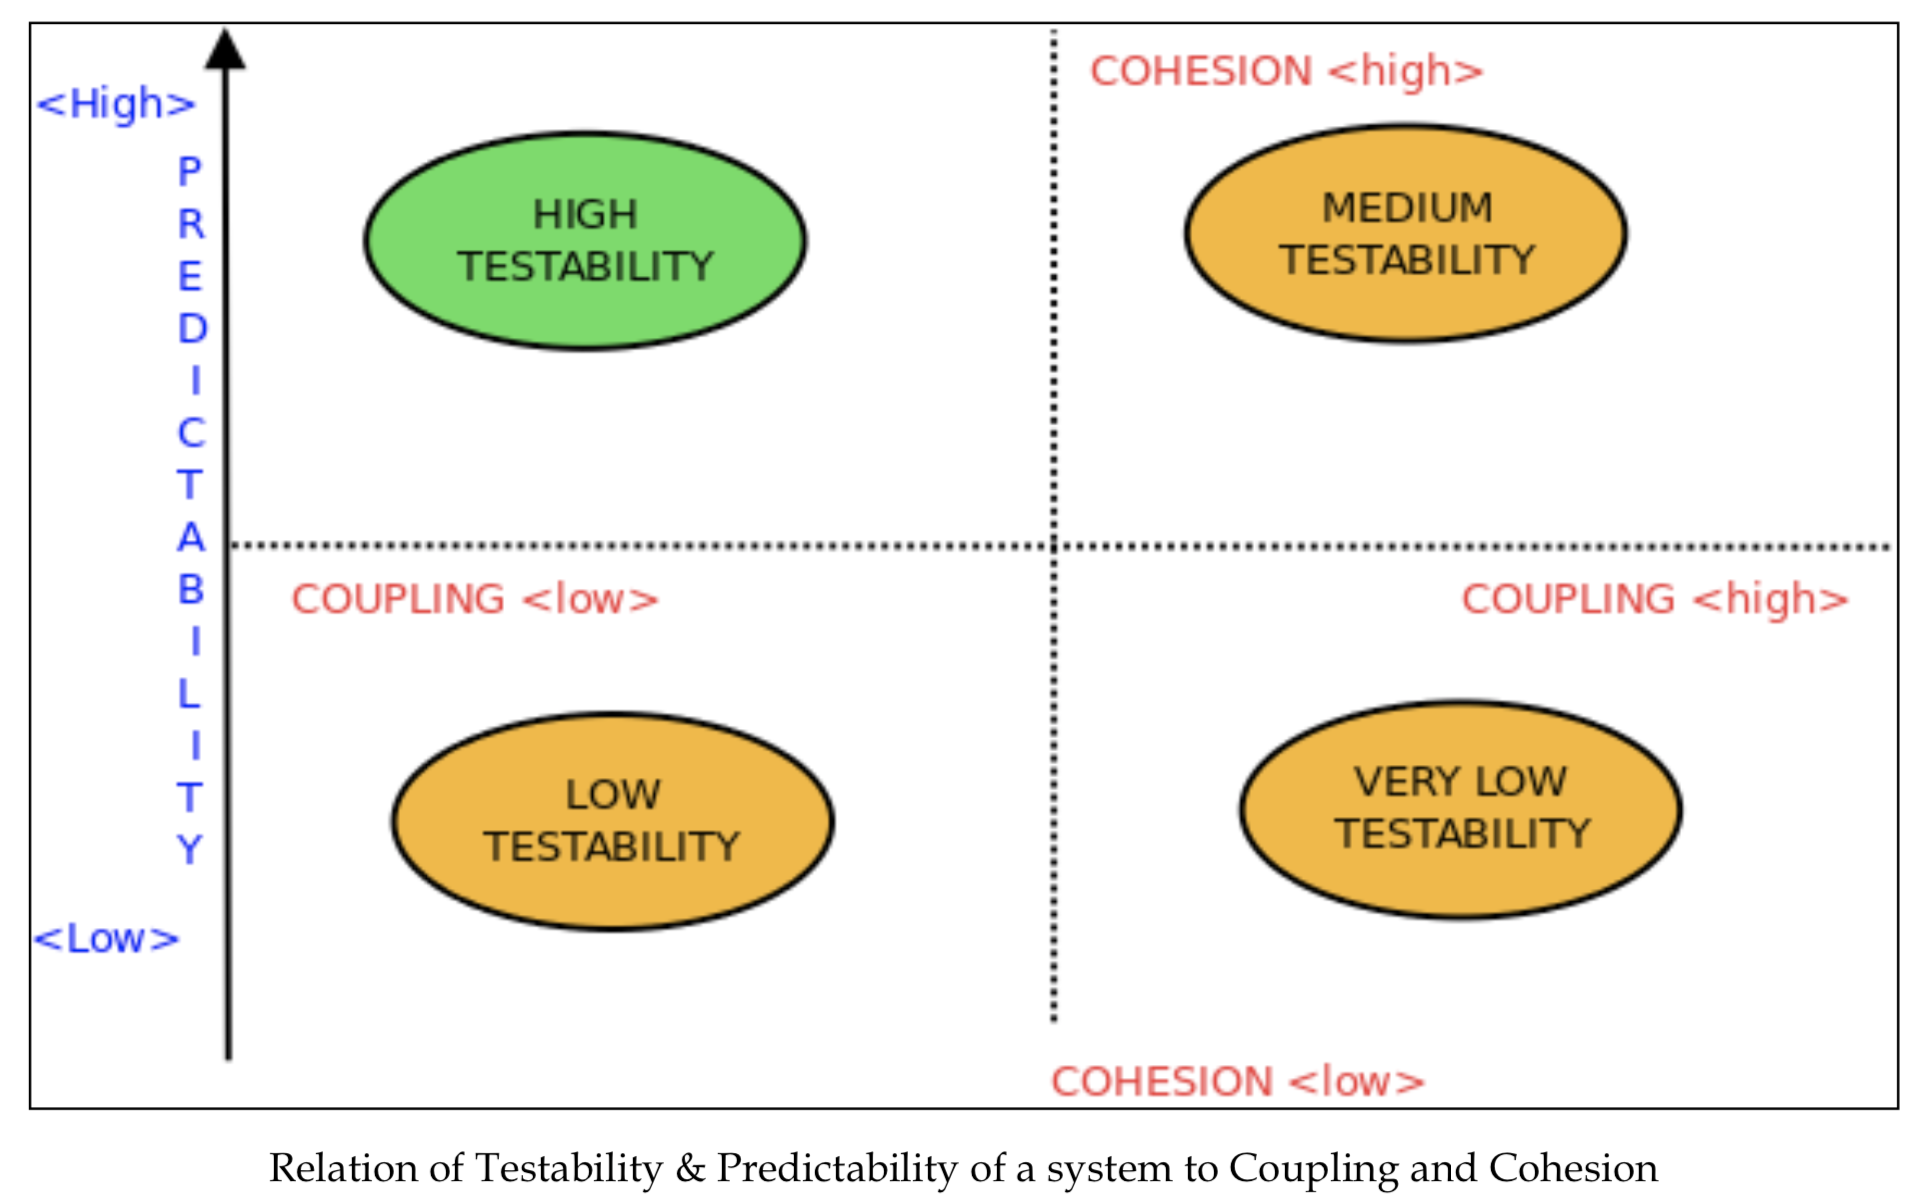 COHESION <high>
<High>
PREDICTABILITY
HIGH
TESTABILITY
MEDIUM
TESTABILITY
COUPLING <low>
COUPLING <high>
LOW
TESTABILITY
VERY LOW
TESTABILITY
<Low>
COHESION <low>
Relation of Testability & Predictability of a system to Coupling and Cohesion